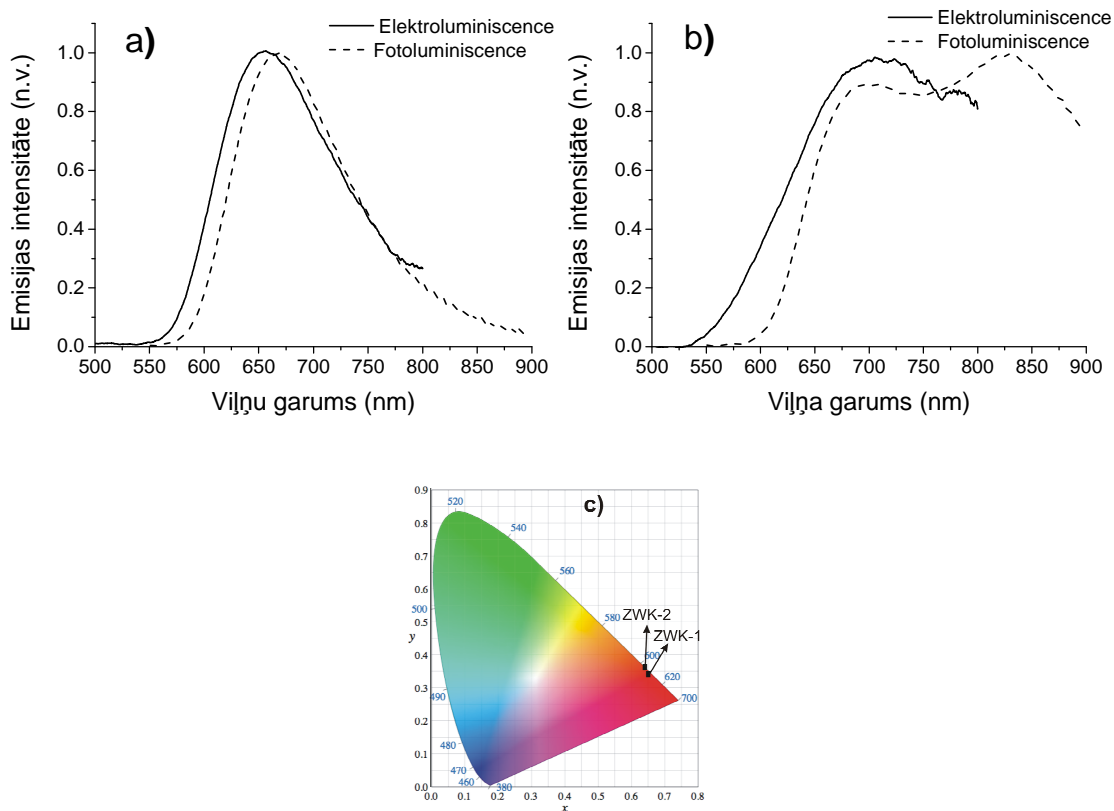 a)
Elektroluminiscence
Fotoluminiscence
Emisijas intensitāte (n.v.)
1.0
0.8
0.6
0.4
0.2
0.0
500 550 600 650 700 750 800 850 900
Viļņu garums (nm)
b)
Elektroluminiscence
Fotoluminiscence
Emisijas intensitāte (n.v.)
1.0
0.8
0.6
0.4
0.2
0.0
500 550 600 650 700 750 800 850 900
Viļņa garums (nm)
c)
0.9
0.8
0.7
0.6
0.5
y
0.4
0.3
0.2
0.1
0.0
0.0 0.1 0.2 0.3 0.4 0.5 0.6 0.7 0.8
x
520
540
560
500
580
ZWK-2
ZWK-1
600
620
700
490
480
470
460
380